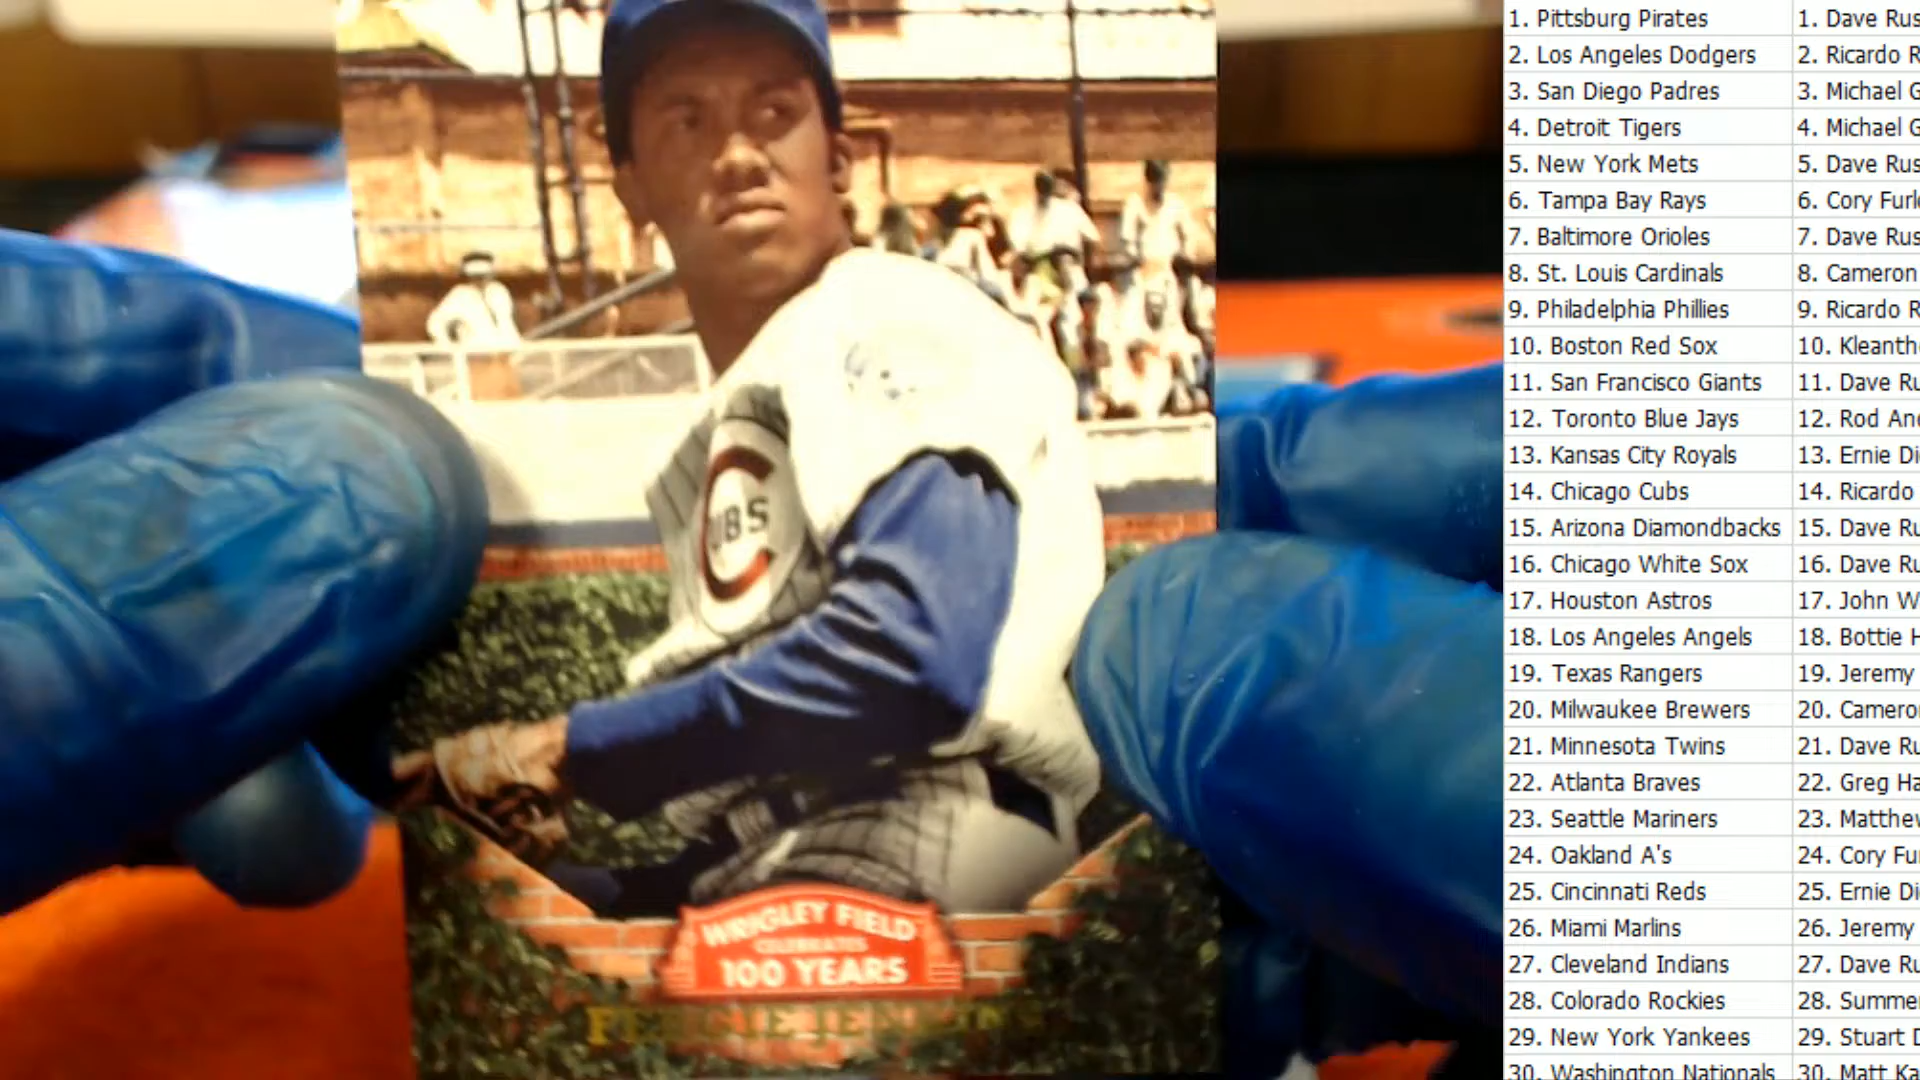 UBS
WRIGLEY FIELD
CELEBRATES
100 YEARS
FERGIE JENKINS
1. Pittsburg Pirates
2. Los Angeles Dodgers
3. San Diego Padres
4. Detroit Tigers
5. New York Mets
6. Tampa Bay Rays
7. Baltimore Orioles
8. St. Louis Cardinals
9. Philadelphia Phillies
10. Boston Red Sox
11. San Francisco Giants
12. Toronto Blue Jays
13. Kansas City Royals
14. Chicago Cubs
15. Arizona Diamondbacks
16. Chicago White Sox
17. Houston Astros
18. Los Angeles Angels
19. Texas Rangers
20. Milwaukee Brewers
21. Minnesota Twins
22. Atlanta Braves
23. Seattle Mariners
24. Oakland A's
25. Cincinnati Reds
26. Miami Marlins
27. Cleveland Indians
28. Colorado Rockies
29. New York Yankees
30. Washington Nationals
1. Dave Rus
2. Ricardo R
3. Michael G
4. Michael G
5. Dave Rus
6. Cory Furl
7. Dave Rus
8. Cameron
9. Ricardo R
10. Kleanth
11. Dave Ru
12. Rod And
13. Ernie Di
14. Ricardo
15. Dave Ru
16. Dave Ru
17. John W
18. Bottie H
19. Jeremy
20. Camero
21. Dave Ru
22. Greg Ha
23. Matthew
24. Cory Fu
25. Ernie Di
26. Jeremy
27. Dave Ru
28. Summer
29. Stuart D
30. Matt Ka